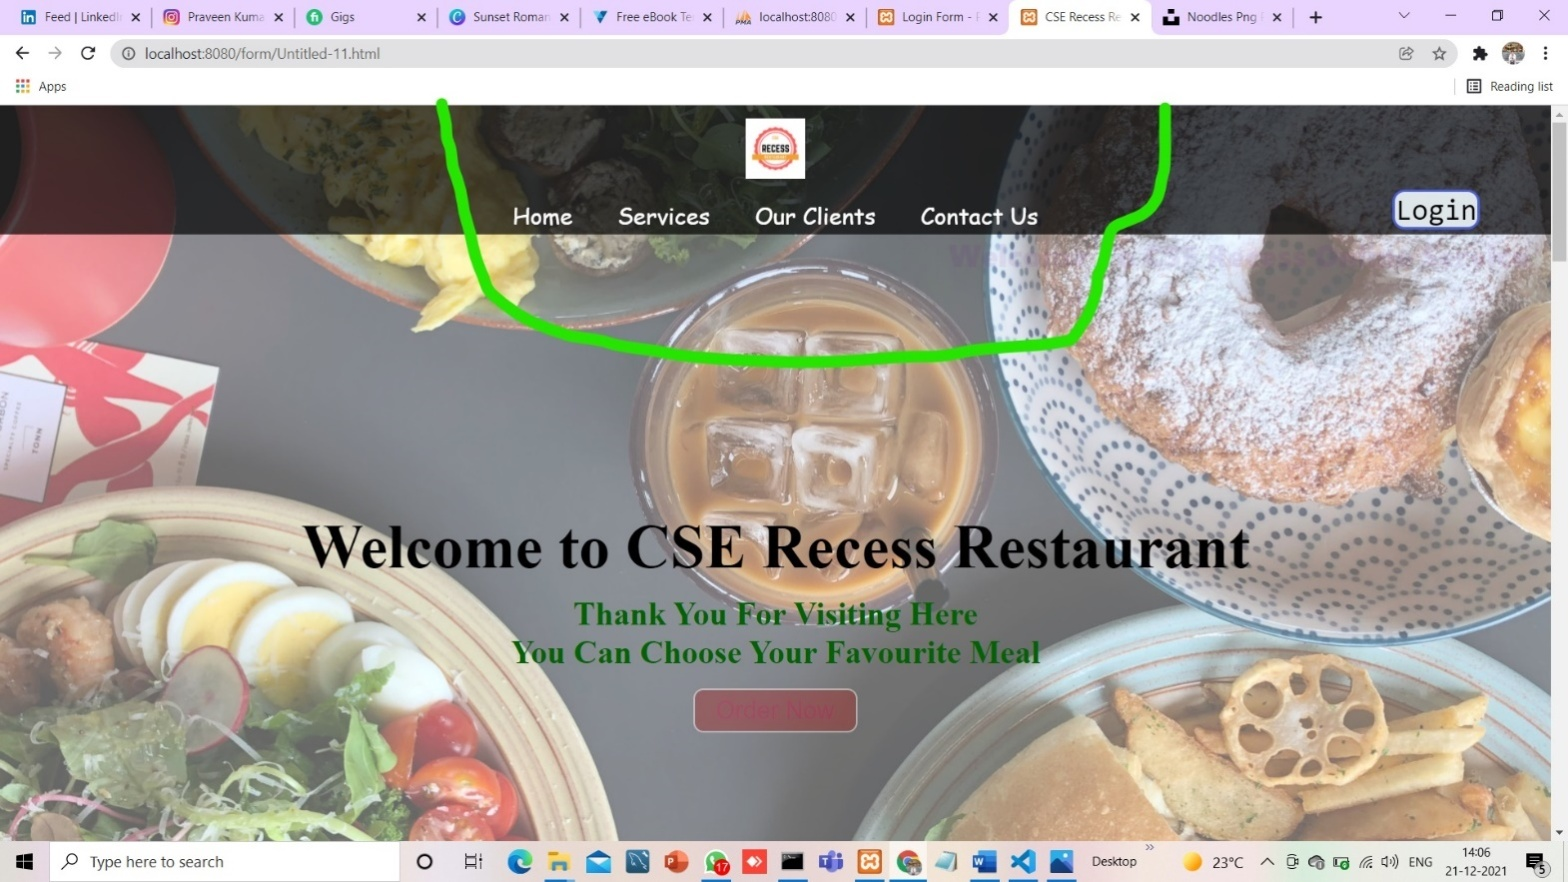 Feed | LinkedI
Praveen Kuma
Gigs
Sunset Roman
Free eBook Te
localhost:8080
Login Form -
CSE Recess Re
Noodles Png
localhost:8080/form/Untitled-11.html
Apps
Reading list
RECESS
Home Services Our Clients Contact Us
Login
Welcome to CSE Recess Restaurant
Thank You For Visiting Here
You Can Choose Your Favourite Meal
Order Now
Type here to search
17
Desktop
23°C
ENG
14:06
21-12-2021
5